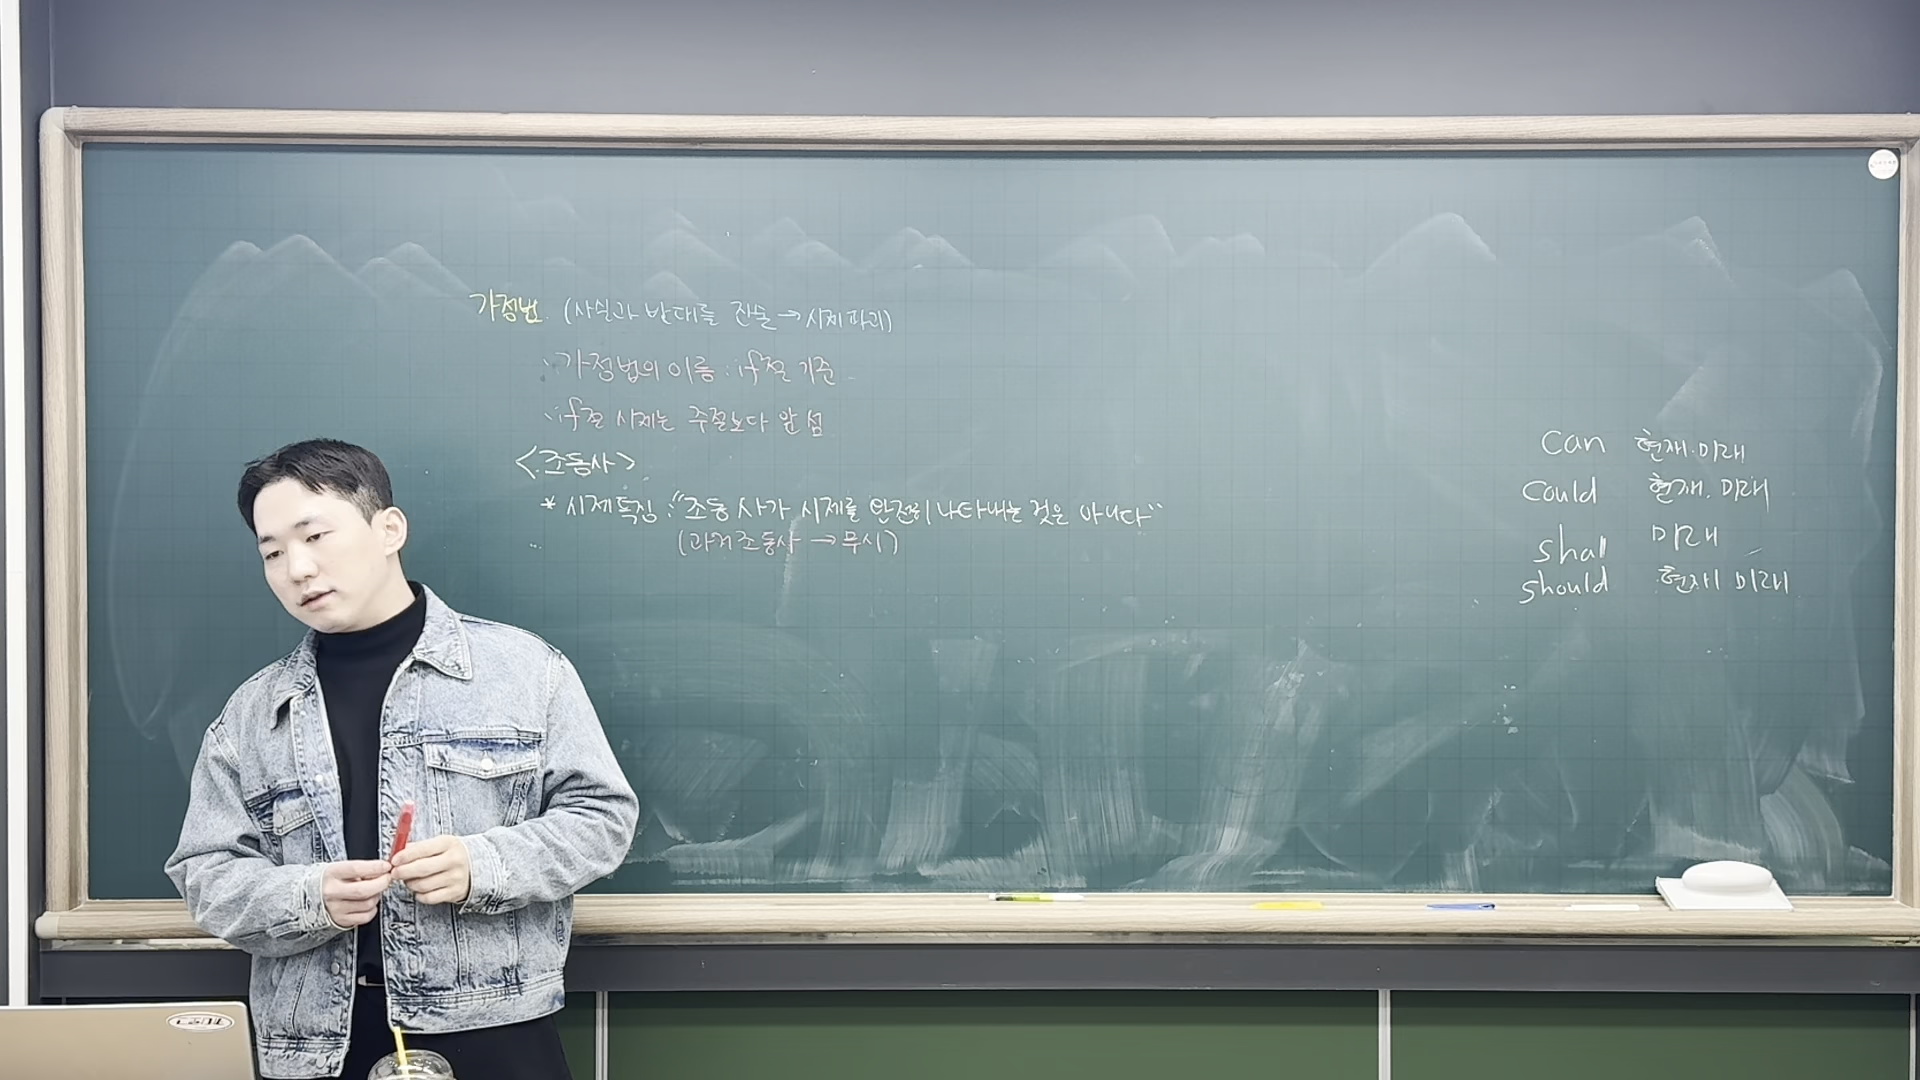 가정법 (사실과 반대를 진술 → 시제파괴)
· 가정법의 이름 : if절 기준
· if절 시제는 주절보다 앞섬
<조동사>
* 시제특징 : "조동사가 시제를 완전히 나타내는 것은 아니다"
(과거조동사 → 무시)
can 현재.미래
could 현재.미래
shall 미래
should 현재 미래